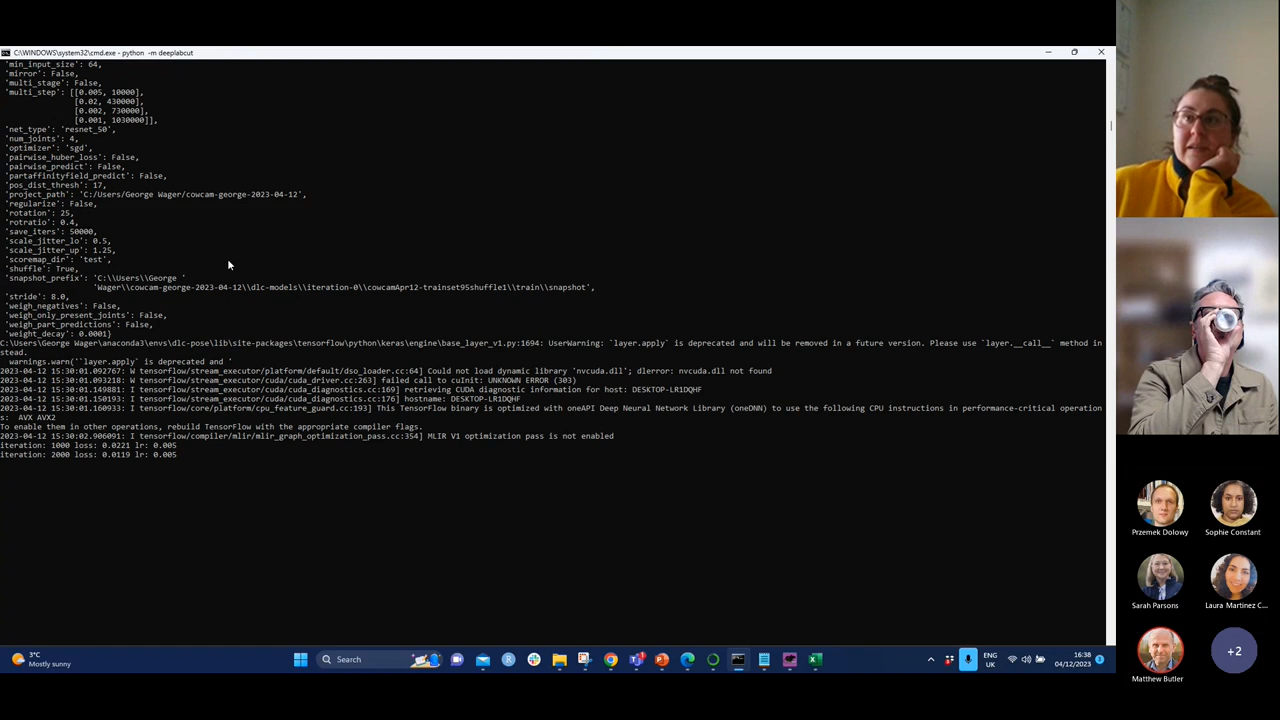 C:\WINDOWS\system32\cmd.exe - python -m deeplabcut
'min_input_size': 64,
'mirror': False,
'multi_stage': False,
'multi_step': [[0.005, 10000],
[0.02, 430000],
[0.002, 730000],
[0.001, 1030000]],
'net_type': 'resnet_50',
'num_joints': 4,
'optimizer': 'sgd',
'pairwise_huber_loss': False,
'pairwise_predict': False,
'partaffinityfield_predict': False,
'pos_dist_thresh': 17,
'project_path': 'C:/Users/George Wager/cowcam-george-2023-04-12',
'regularize': False,
'rotation': 25,
'rotratio': 0.4,
'save_iters': 50000,
'scale_jitter_lo': 0.5,
'scale_jitter_up': 1.25,
'scoremap_dir': 'test',
'shuffle': True,
'snapshot_prefix': 'C:\\Users\\George '
'Wager\\cowcam-george-2023-04-12\\dlc-models\\iteration-0\\cowcamApr12-trainset95shuffle1\\train\\snapshot',
'stride': 8.0,
'weigh_negatives': False,
'weigh_only_present_joints': False,
'weigh_part_predictions': False,
'weight_decay': 0.0001}
C:\Users\George Wager\anaconda3\envs\dlc-pose\lib\site-packages\tensorflow\python\keras\engine\base_layer_v1.py:1694: UserWarning: `layer.apply` is deprecated and will be removed in a future version. Please use `layer.__call__` method in
stead.
warnings.warn('`layer.apply` is deprecated and '
2023-04-12 15:30:01.092767: W tensorflow/stream_executor/platform/default/dso_loader.cc:64] Could not load dynamic library 'nvcuda.dll'; dlerror: nvcuda.dll not found
2023-04-12 15:30:01.093218: W tensorflow/stream_executor/cuda/cuda_driver.cc:263] failed call to cuInit: UNKNOWN ERROR (303)
2023-04-12 15:30:01.149881: I tensorflow/stream_executor/cuda/cuda_diagnostics.cc:169] retrieving CUDA diagnostic information for host: DESKTOP-LR1DQHF
2023-04-12 15:30:01.150193: I tensorflow/stream_executor/cuda/cuda_diagnostics.cc:176] hostname: DESKTOP-LR1DQHF
2023-04-12 15:30:01.160933: I tensorflow/core/platform/cpu_feature_guard.cc:193] This TensorFlow binary is optimized with oneAPI Deep Neural Network Library (oneDNN) to use the following CPU instructions in performance-critical operation
s: AVX AVX2
To enable them in other operations, rebuild TensorFlow with the appropriate compiler flags.
2023-04-12 15:30:02.906091: I tensorflow/compiler/mlir/mlir_graph_optimization_pass.cc:354] MLIR V1 optimization pass is not enabled
iteration: 1000 loss: 0.0221 lr: 0.005
iteration: 2000 loss: 0.0119 lr: 0.005
3°C
Mostly sunny
Search
ENG
UK
16:38
04/12/2023
3
Przemek Dolowy
Sophie Constant
Sarah Parsons
Laura Martinez C...
Matthew Butler
+2